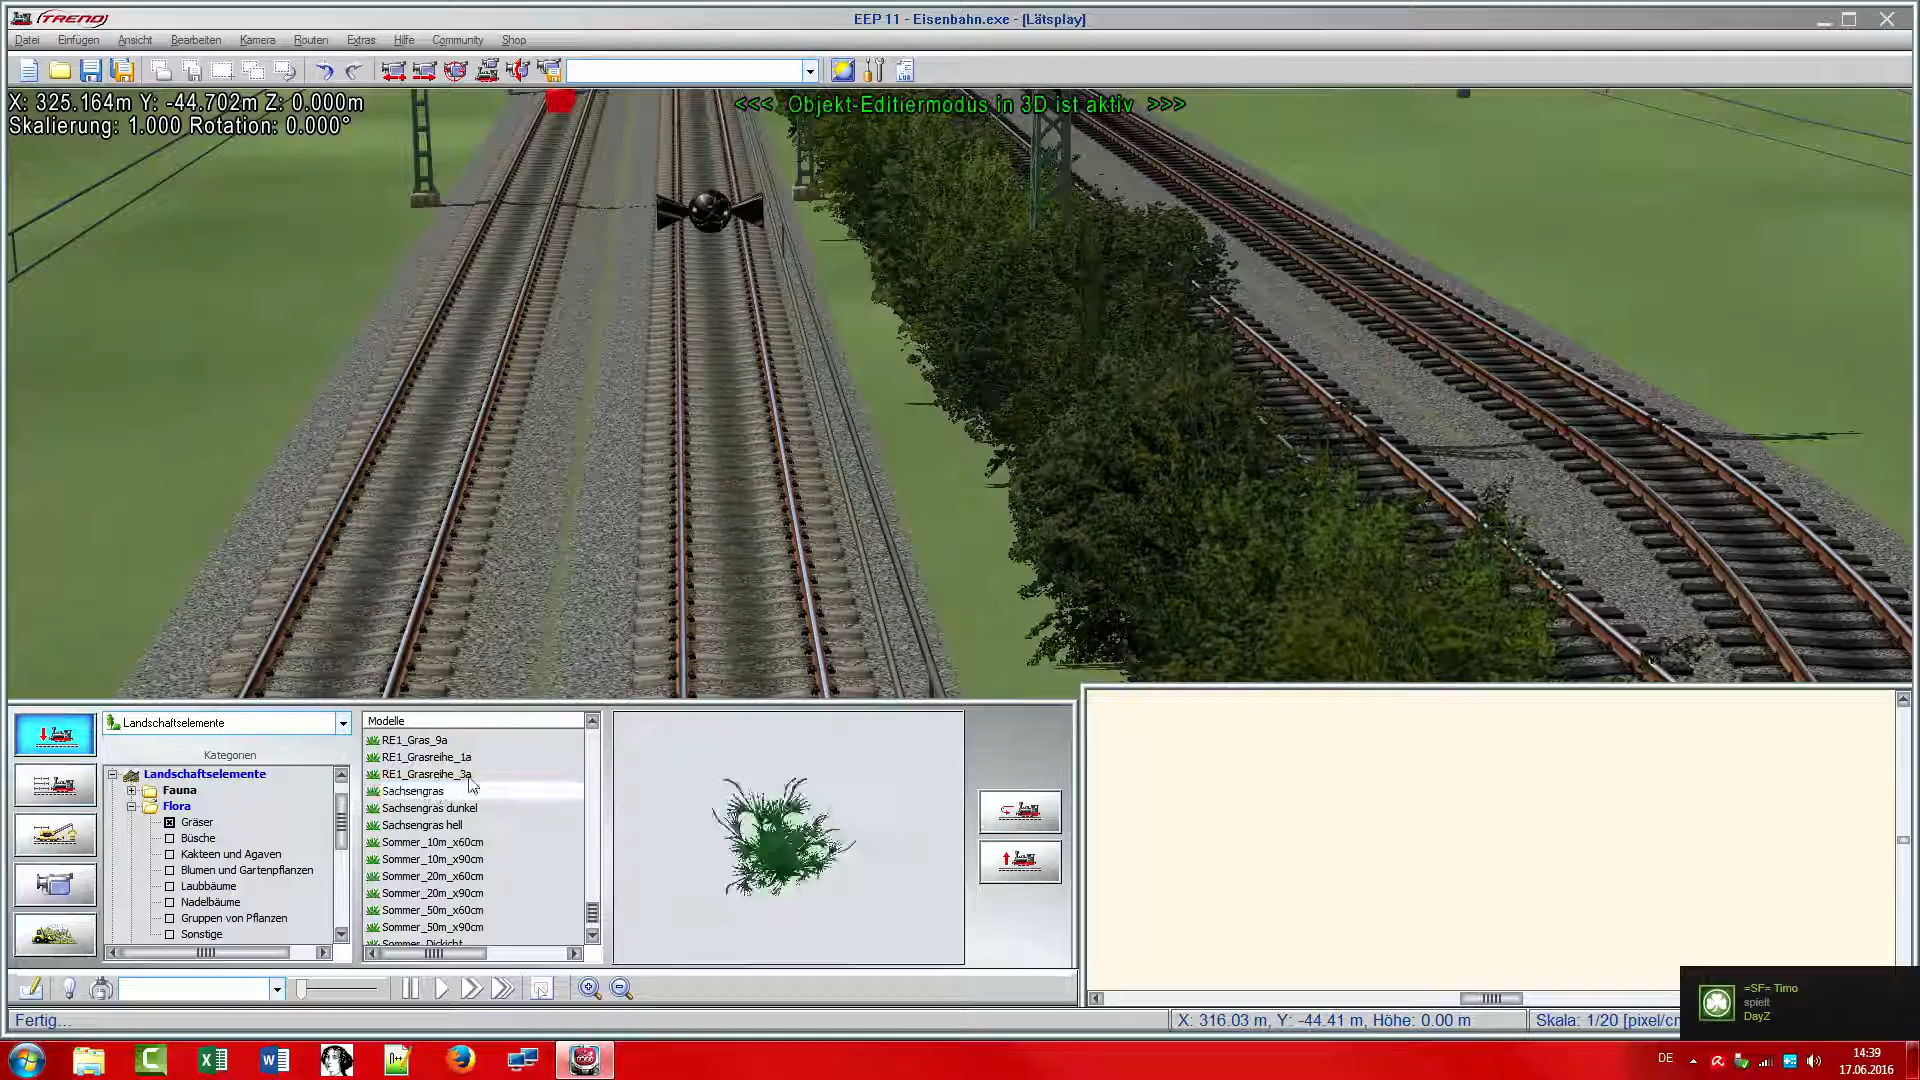 TREND
EEP 11 - Eisenbahn.exe - [Lätsplay]
Datei Einfügen Ansicht Bearbeiten Kamera Routen Extras Hilfe Community Shop
LUA
X: 325.164m Y: -44.702m Z: 0.000m
Skalierung: 1.000 Rotation: 0.000°
<<< Objekt-Editiermodus in 3D ist aktiv >>>
Landschaftselemente
Kategorien
Landschaftselemente
Fauna
Flora
Gräser
Büsche
Kakteen und Agaven
Blumen und Gartenpflanzen
Laubbäume
Nadelbäume
Gruppen von Pflanzen
Sonstige
Modelle
RE1_Gras_9a
RE1_Grasreihe_1a
RE1_Grasreihe_3a
Sachsengras
Sachsengras dunkel
Sachsengras hell
Sommer_10m_x60cm
Sommer_10m_x90cm
Sommer_20m_x60cm
Sommer_20m_x90cm
Sommer_50m_x60cm
Sommer_50m_x90cm
Sommer_Dickicht
=SF= Timo
spielt
DayZ
Fertig...
X: 316.03 m, Y: -44.41 m, Höhe: 0.00 m
Skala: 1/20 [pixel/cm
DE
14:39
17.06.2016